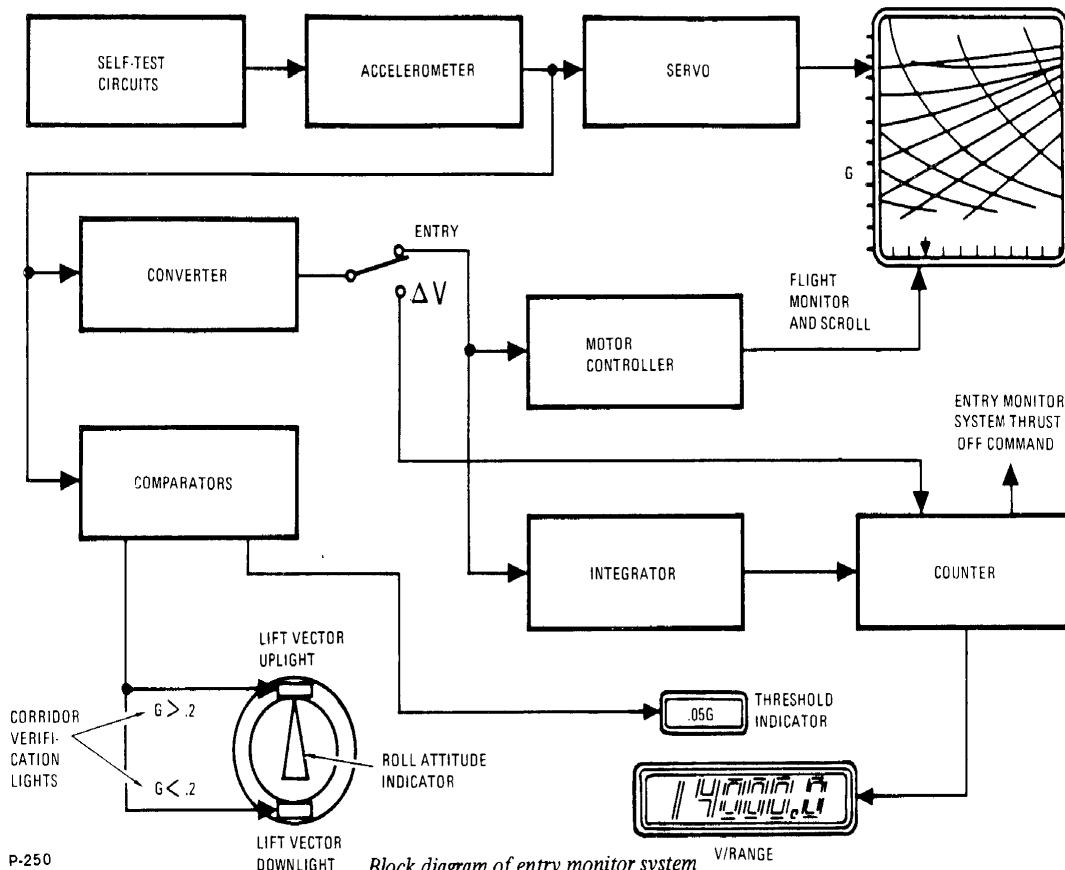 SELF-TEST
CIRCUITS
ACCELEROMETER
SERVO
G
CONVERTER
ENTRY
ΔV
MOTOR
CONTROLLER
FLIGHT
MONITOR
AND SCROLL
ENTRY MONITOR
SYSTEM THRUST
OFF COMMAND
COMPARATORS
INTEGRATOR
COUNTER
LIFT VECTOR
UPLIGHT
CORRIDOR
VERIFI-
CATION
LIGHTS
G > .2
G < .2
ROLL ATTITUDE
INDICATOR
.05G
THRESHOLD
INDICATOR
14000.0
V/RANGE
LIFT VECTOR
DOWNLIGHT
P-250
Block diagram of entry monitor system